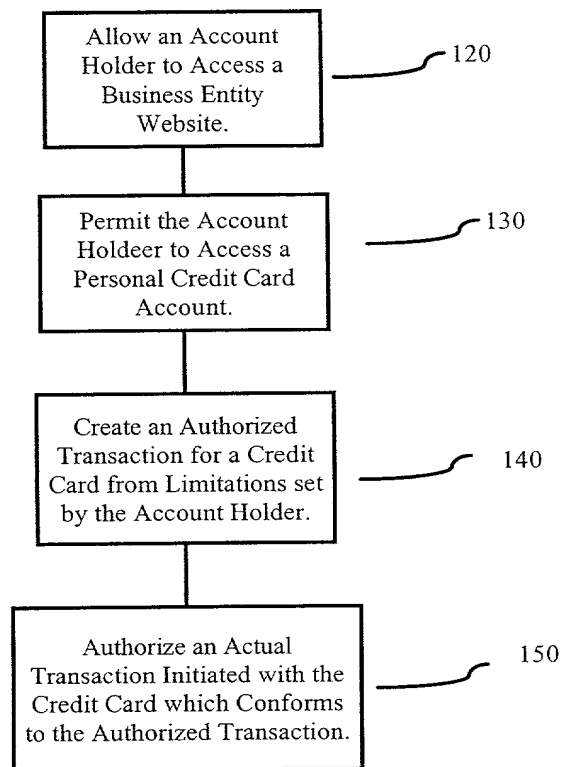 Allow an Account
Holder to Access a
Business Entity
Website.
120
Permit the Account
Holdeer to Access a
Personal Credit Card
Account.
130
Create an Authorized
Transaction for a Credit
Card from Limitations set
by the Account Holder.
140
Authorize an Actual
Transaction Initiated with the
Credit Card which Conforms
to the Authorized Transaction.
150